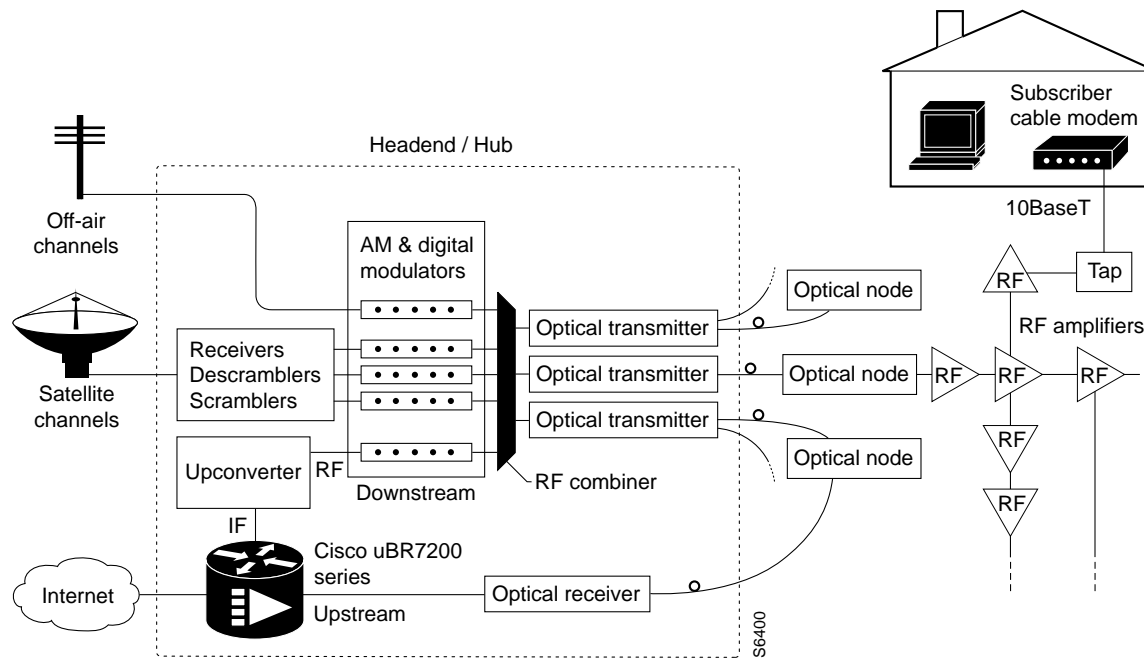 Subscriber
cable modem
Headend / Hub
10BaseT
Off-air
channels
AM & digital
modulators
RF
Tap
Optical node
Optical transmitter
RF amplifiers
Receivers
Descramblers
Scramblers
Optical transmitter
Optical node
RF
RF
RF
Satellite
channels
Optical transmitter
RF
Optical node
Upconverter
RF
RF combiner
Downstream
RF
IF
Cisco uBR7200
series
Internet
Optical receiver
Upstream
S6400